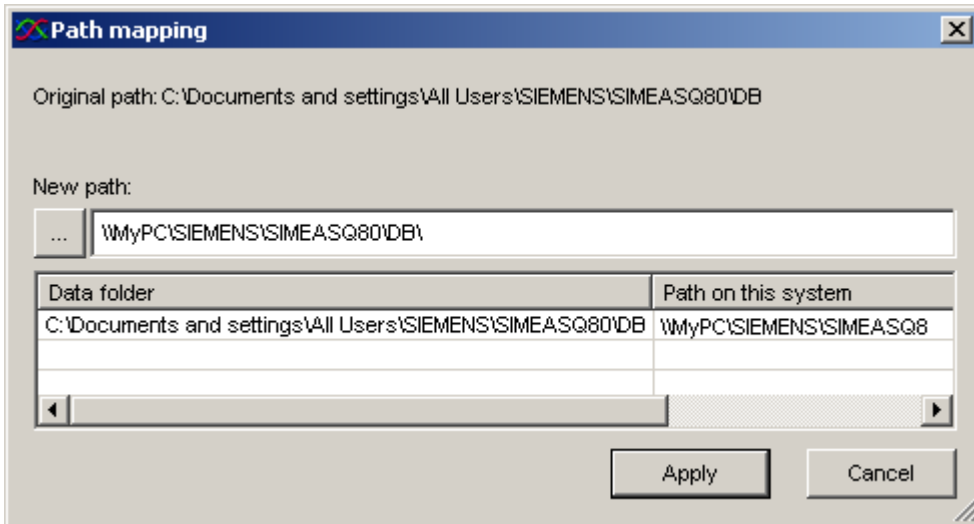 Path mapping
Original path: C:\Documents and settings\All Users\SIEMENS\SIMEASQ80\DB
New path:
... \\MyPC\SIEMENS\SIMEASQ80\DB\
Data folder Path on this system
C:\Documents and settings\All Users\SIEMENS\SIMEASQ80\DB \\MyPC\SIEMENS\SIMEASQ8
Apply Cancel